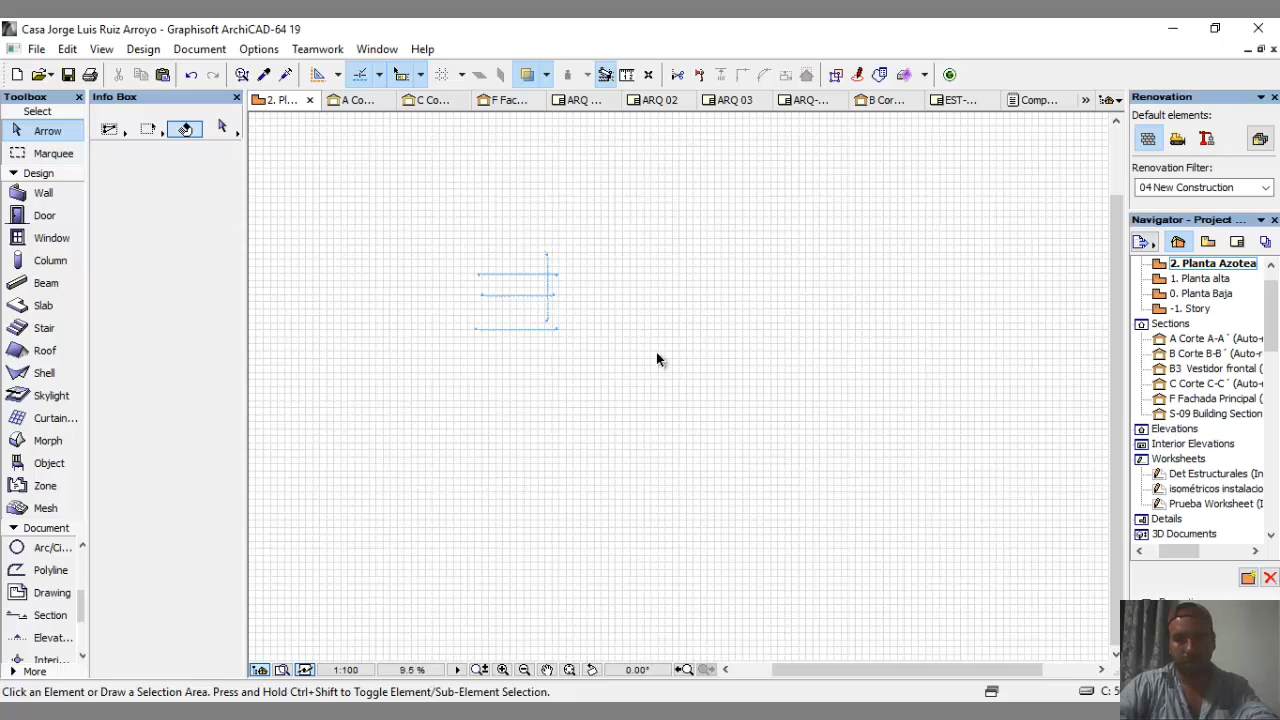 Casa Jorge Luis Ruiz Arroyo - Graphisoft ArchiCAD-64 19
File Edit View Design Document Options Teamwork Window Help
Toolbox
Info Box
2. Pl...
A Co...
C Co...
F Fac...
ARQ ...
ARQ 02
ARQ 03
ARQ-...
B Cor...
EST-...
Comp...
Select
Arrow
Marquee
Design
Wall
Door
Window
Column
Beam
Slab
Stair
Roof
Shell
Skylight
Curtain...
Morph
Object
Zone
Mesh
Document
Arc/Ci...
Polyline
Drawing
Section
Elevat...
Interi...
More
Renovation
Default elements:
Renovation Filter:
04 New Construction
Navigator - Project ...
2. Planta Azotea
1. Planta alta
0. Planta Baja
-1. Story
Sections
A Corte A-A´ (Auto-
B Corte B-B´ (Auto-
B3 Vestidor frontal (
C Corte C-C´ (Auto-
F Fachada Principal (
S-09 Building Section
Elevations
Interior Elevations
Worksheets
Det Estructurales (In
isométricos instalacio
Prueba Worksheet (I
Details
3D Documents
1:100
9.5 %
0.00°
Click an Element or Draw a Selection Area. Press and Hold Ctrl+Shift to Toggle Element/Sub-Element Selection.
C: 5